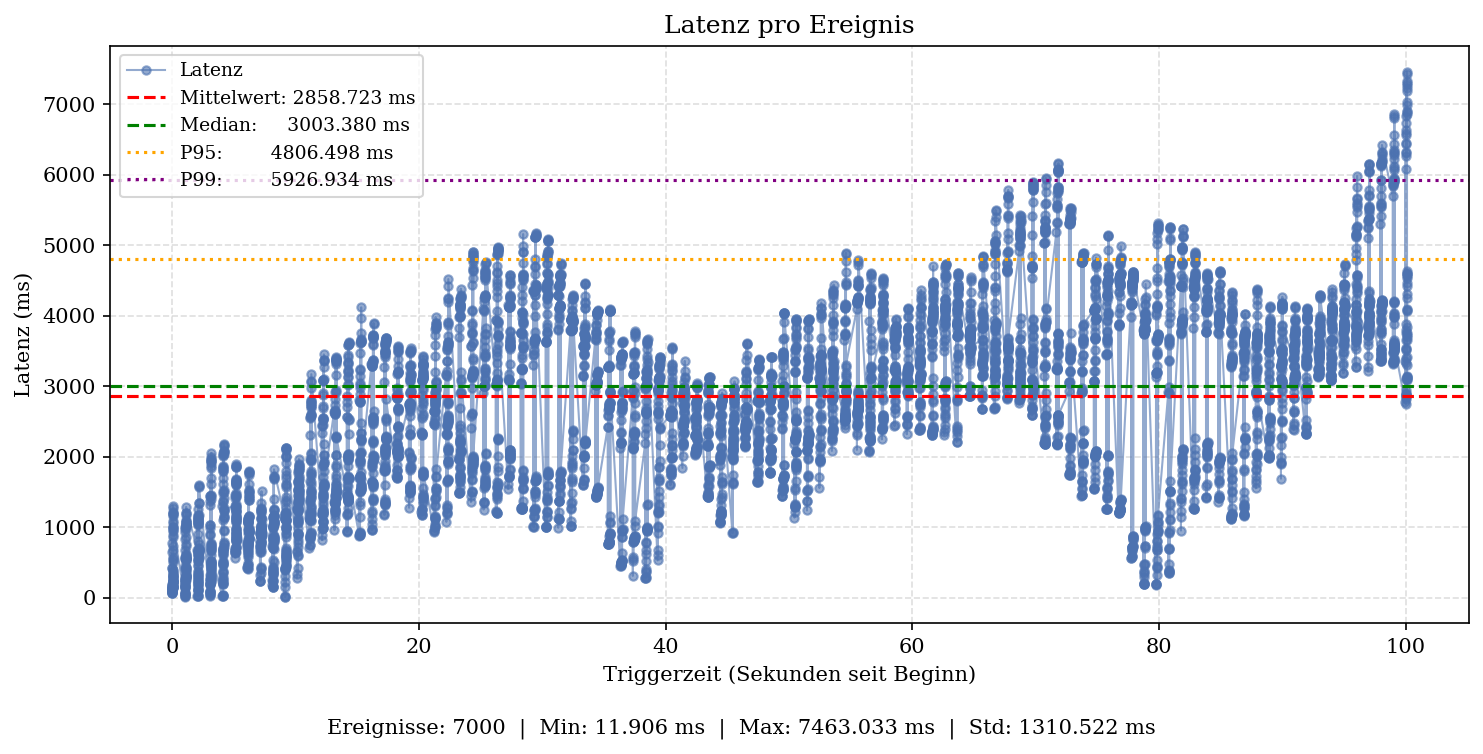 Latenz pro Ereignis
Latenz
Mittelwert: 2858.723 ms
Median: 3003.380 ms
P95: 4806.498 ms
P99: 5926.934 ms
Latenz (ms)
7000
6000
5000
4000
3000
2000
1000
0
0 20 40 60 80 100
Triggerzeit (Sekunden seit Beginn)
Ereignisse: 7000 | Min: 11.906 ms | Max: 7463.033 ms | Std: 1310.522 ms